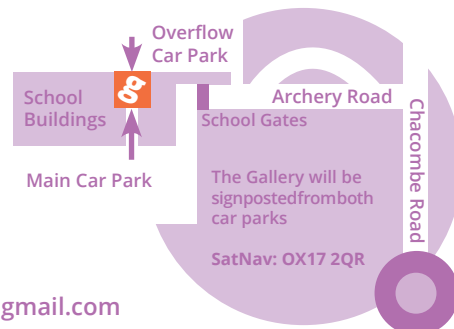 Overflow
Car Park
g
School
Buildings
Archery Road
School Gates
Chacombe Road
Main Car Park
The Gallery will be
signpostedfromboth
car parks
SatNav: OX17 2QR
gmail.com